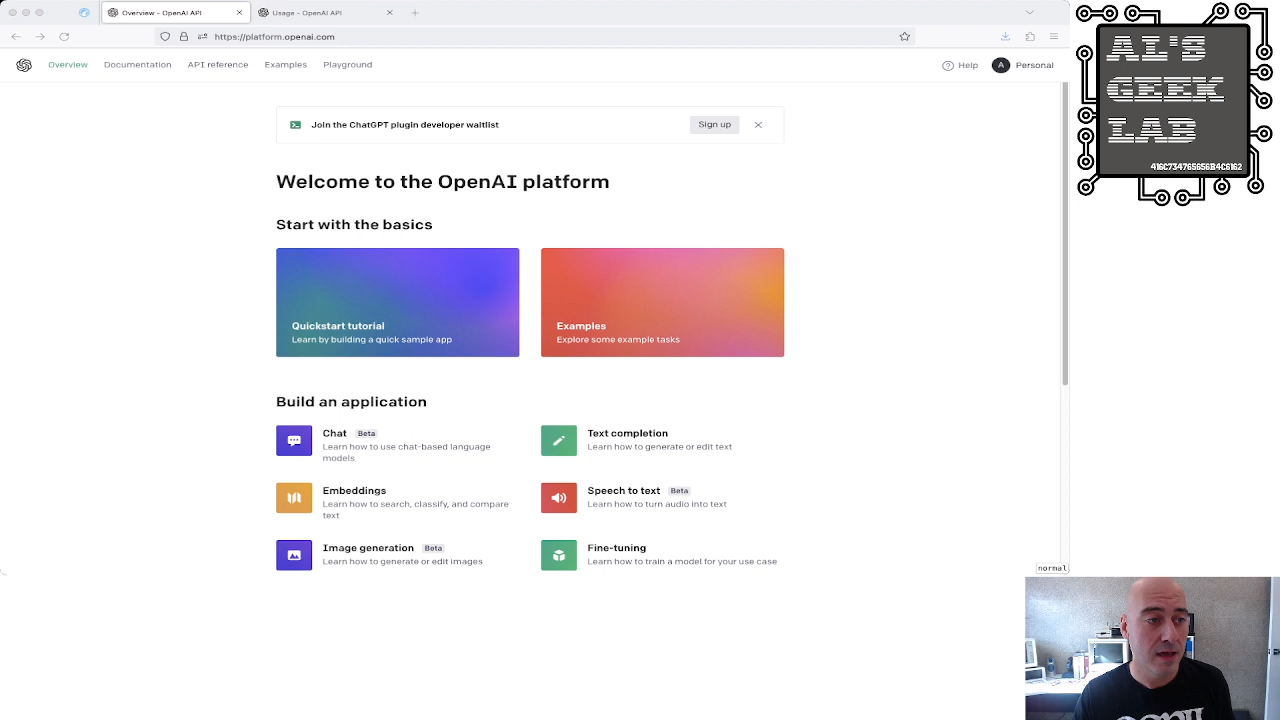 Overview - OpenAI API
Usage - OpenAI API
https://platform.openai.com
Overview
Documentation
API reference
Examples
Playground
Help
A
Personal
Join the ChatGPT plugin developer waitlist
Sign up
Welcome to the OpenAI platform
Start with the basics
Quickstart tutorial
Learn by building a quick sample app
Examples
Explore some example tasks
Build an application
Chat Beta
Learn how to use chat-based language
models
Text completion
Learn how to generate or edit text
Embeddings
Learn how to search, classify, and compare
text
Speech to text Beta
Learn how to turn audio into text
Image generation Beta
Learn how to generate or edit images
Fine-tuning
Learn how to train a model for your use case
normal
AL'S
GEEK
LAB